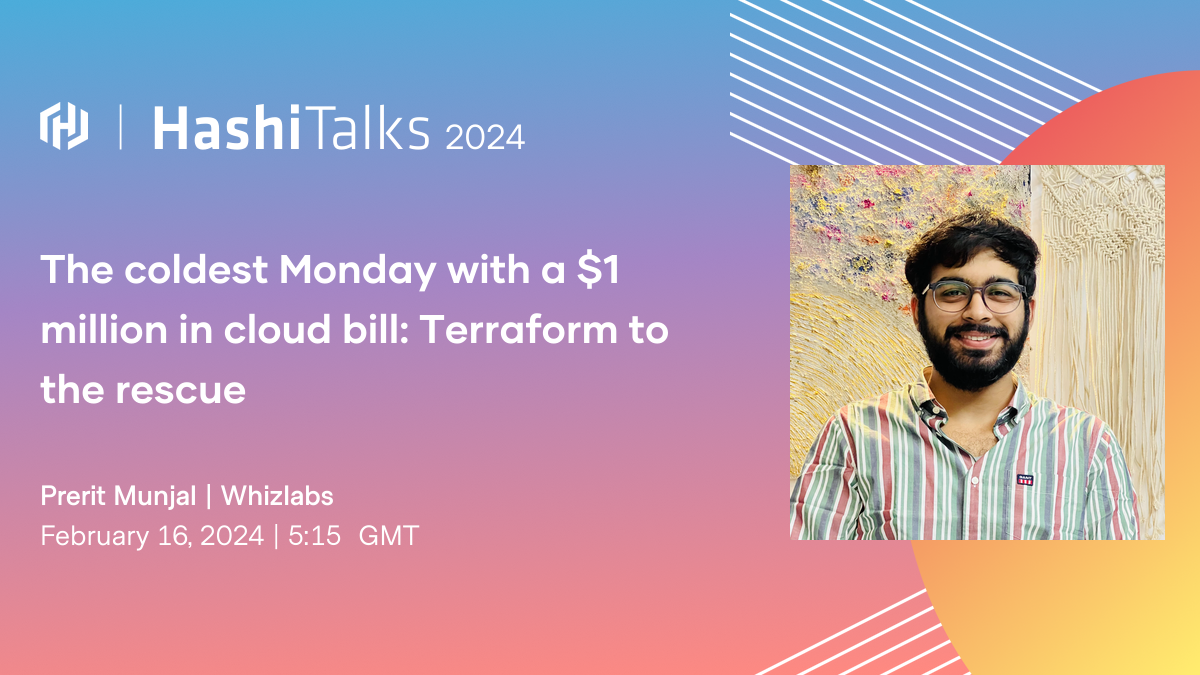 HashiTalks 2024
The coldest Monday with a $1
million in cloud bill: Terraform to
the rescue
Prerit Munjal | Whizlabs
February 16, 2024 | 5:15 GMT